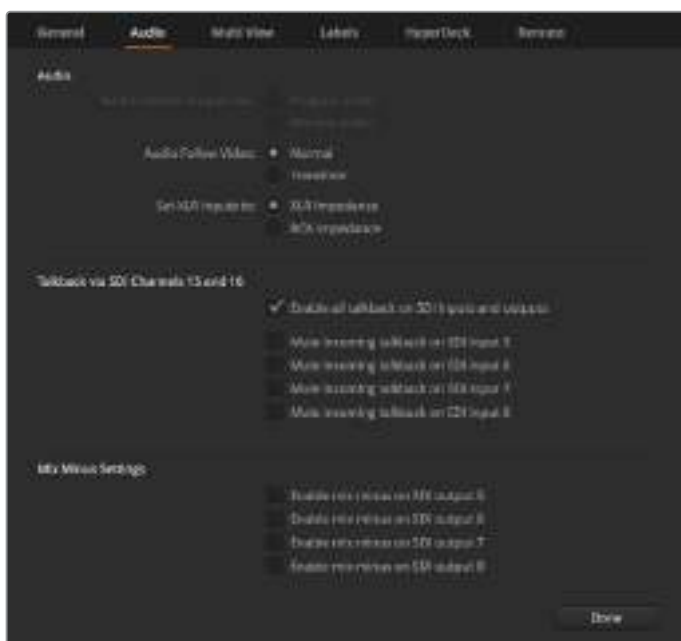 General Audio Multi View Labels HyperDeck Remote
Audio
Audio Follow Video: Normal
Transition
Set XLR inputs to: XLR impedance
RCA impedance
Talkback via SDI Channels 15 and 16
Enable all talkback on SDI inputs and outputs
Mute incoming talkback on SDI input 5
Mute incoming talkback on SDI input 6
Mute incoming talkback on SDI input 7
Mute incoming talkback on SDI input 8
Mix Minus Settings
Enable mix minus on SDI output 5
Enable mix minus on SDI output 6
Enable mix minus on SDI output 7
Enable mix minus on SDI output 8
Done